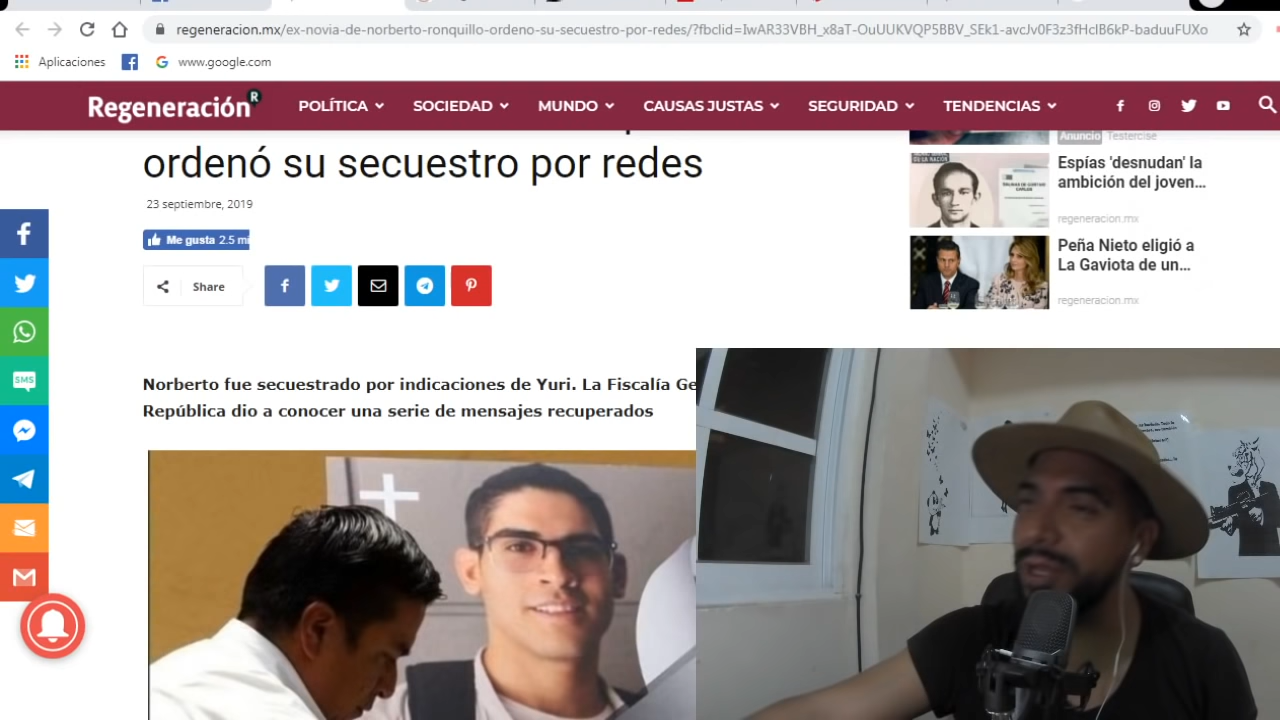 regeneracion.mx/ex-novia-de-norberto-ronquillo-ordeno-su-secuestro-por-redes/?fbclid=IwAR33VBH_x8aT-OuUUKVQP5BBV_SEk1-avcJv0F3z3fHclB6kP-baduuFUXo
Aplicaciones
www.google.com
Regeneración R
POLÍTICA
SOCIEDAD
MUNDO
CAUSAS JUSTAS
SEGURIDAD
TENDENCIAS
ordenó su secuestro por redes
23 septiembre, 2019
Me gusta 2.5 mi
Share
Norberto fue secuestrado por indicaciones de Yuri. La Fiscalía Ge
República dio a conocer una serie de mensajes recuperados
SMS
Anuncio Testercise
Espías 'desnudan' la
ambición del joven...
regeneracion.mx
Peña Nieto eligió a
La Gaviota de un...
regeneracion.mx